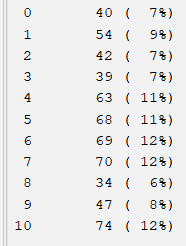 0 40 ( 7%)
1 54 ( 9%)
2 42 ( 7%)
3 39 ( 7%)
4 63 ( 11%)
5 68 ( 11%)
6 69 ( 12%)
7 70 ( 12%)
8 34 ( 6%)
9 47 ( 8%)
10 74 ( 12%)